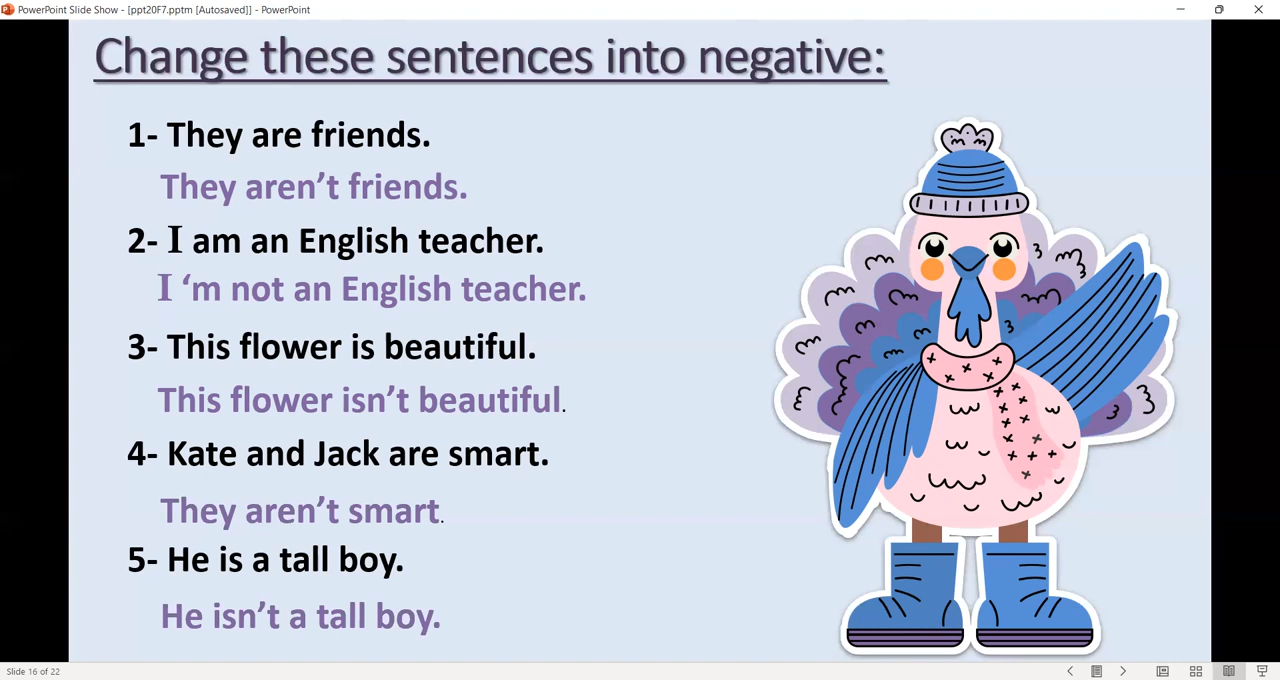 PowerPoint Slide Show - [ppt20F7.pptm [Autosaved]] - PowerPoint
Change these sentences into negative:
1- They are friends.
They aren’t friends.
2- I am an English teacher.
I ‘m not an English teacher.
3- This flower is beautiful.
This flower isn’t beautiful.
4- Kate and Jack are smart.
They aren’t smart.
5- He is a tall boy.
He isn’t a tall boy.
Slide 16 of 22